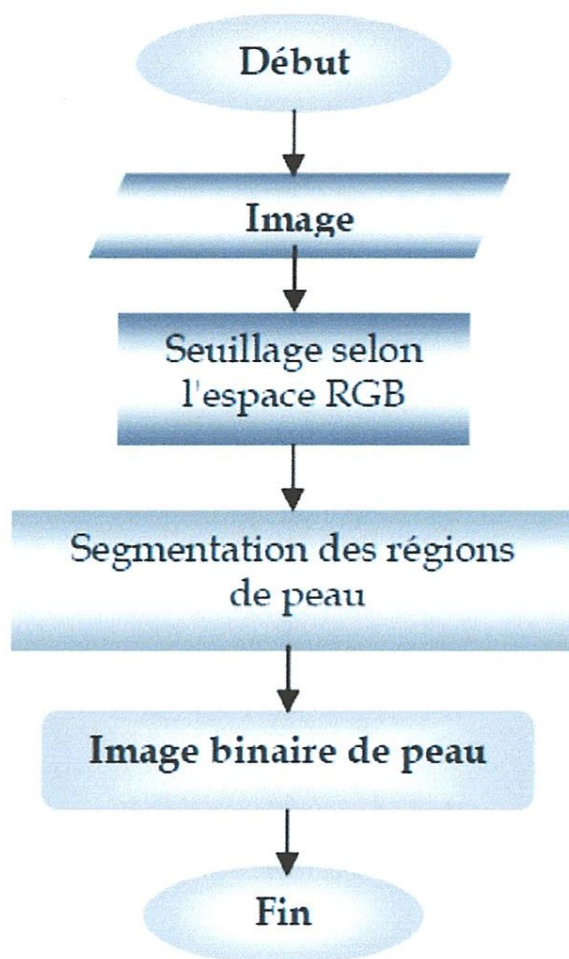 Début
Image
Seuillage selon
l'espace RGB
Segmentation des régions
de peau
Image binaire de peau
Fin